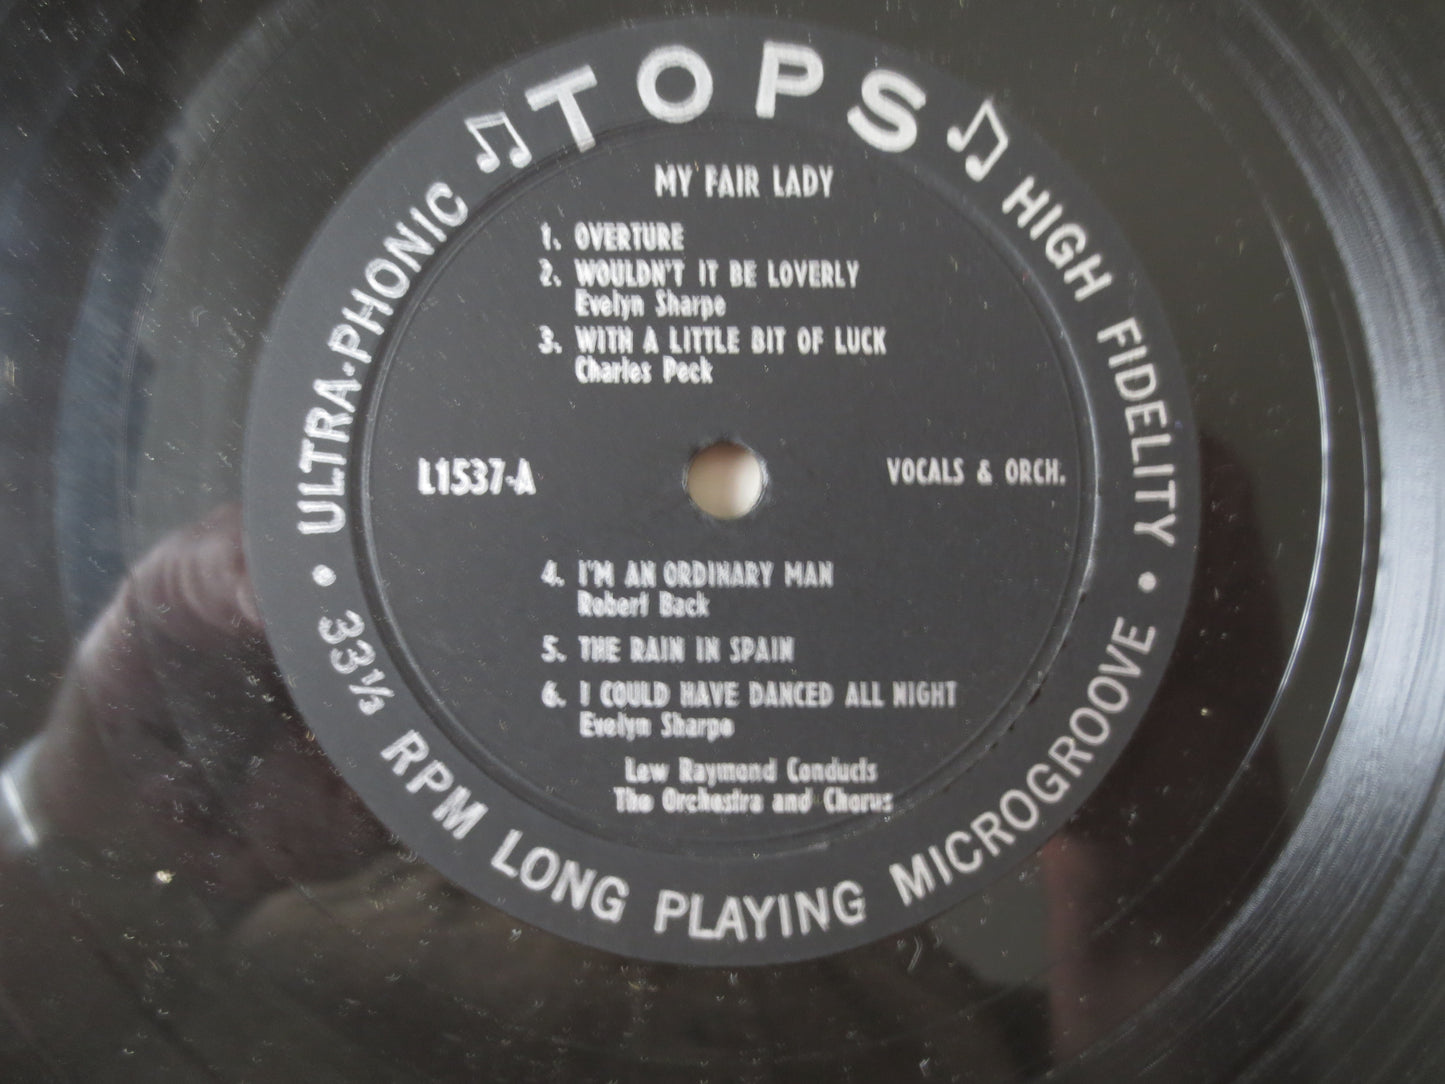 TOPS
ULTRA-PHONIC
HIGH FIDELITY
MY FAIR LADY
1. OVERTURE
2. WOULDN'T IT BE LOVERLY
Evelyn Sharpe
3. WITH A LITTLE BIT OF LUCK
Charles Peck
L1537-A
VOCALS & ORCH.
4. I'M AN ORDINARY MAN
Robert Back
5. THE RAIN IN SPAIN
6. I COULD HAVE DANCED ALL NIGHT
Evelyn Sharpe
Lew Raymond Conducts
The Orchestra and Chorus
• 33⅓ RPM LONG PLAYING MICROGROOVE •